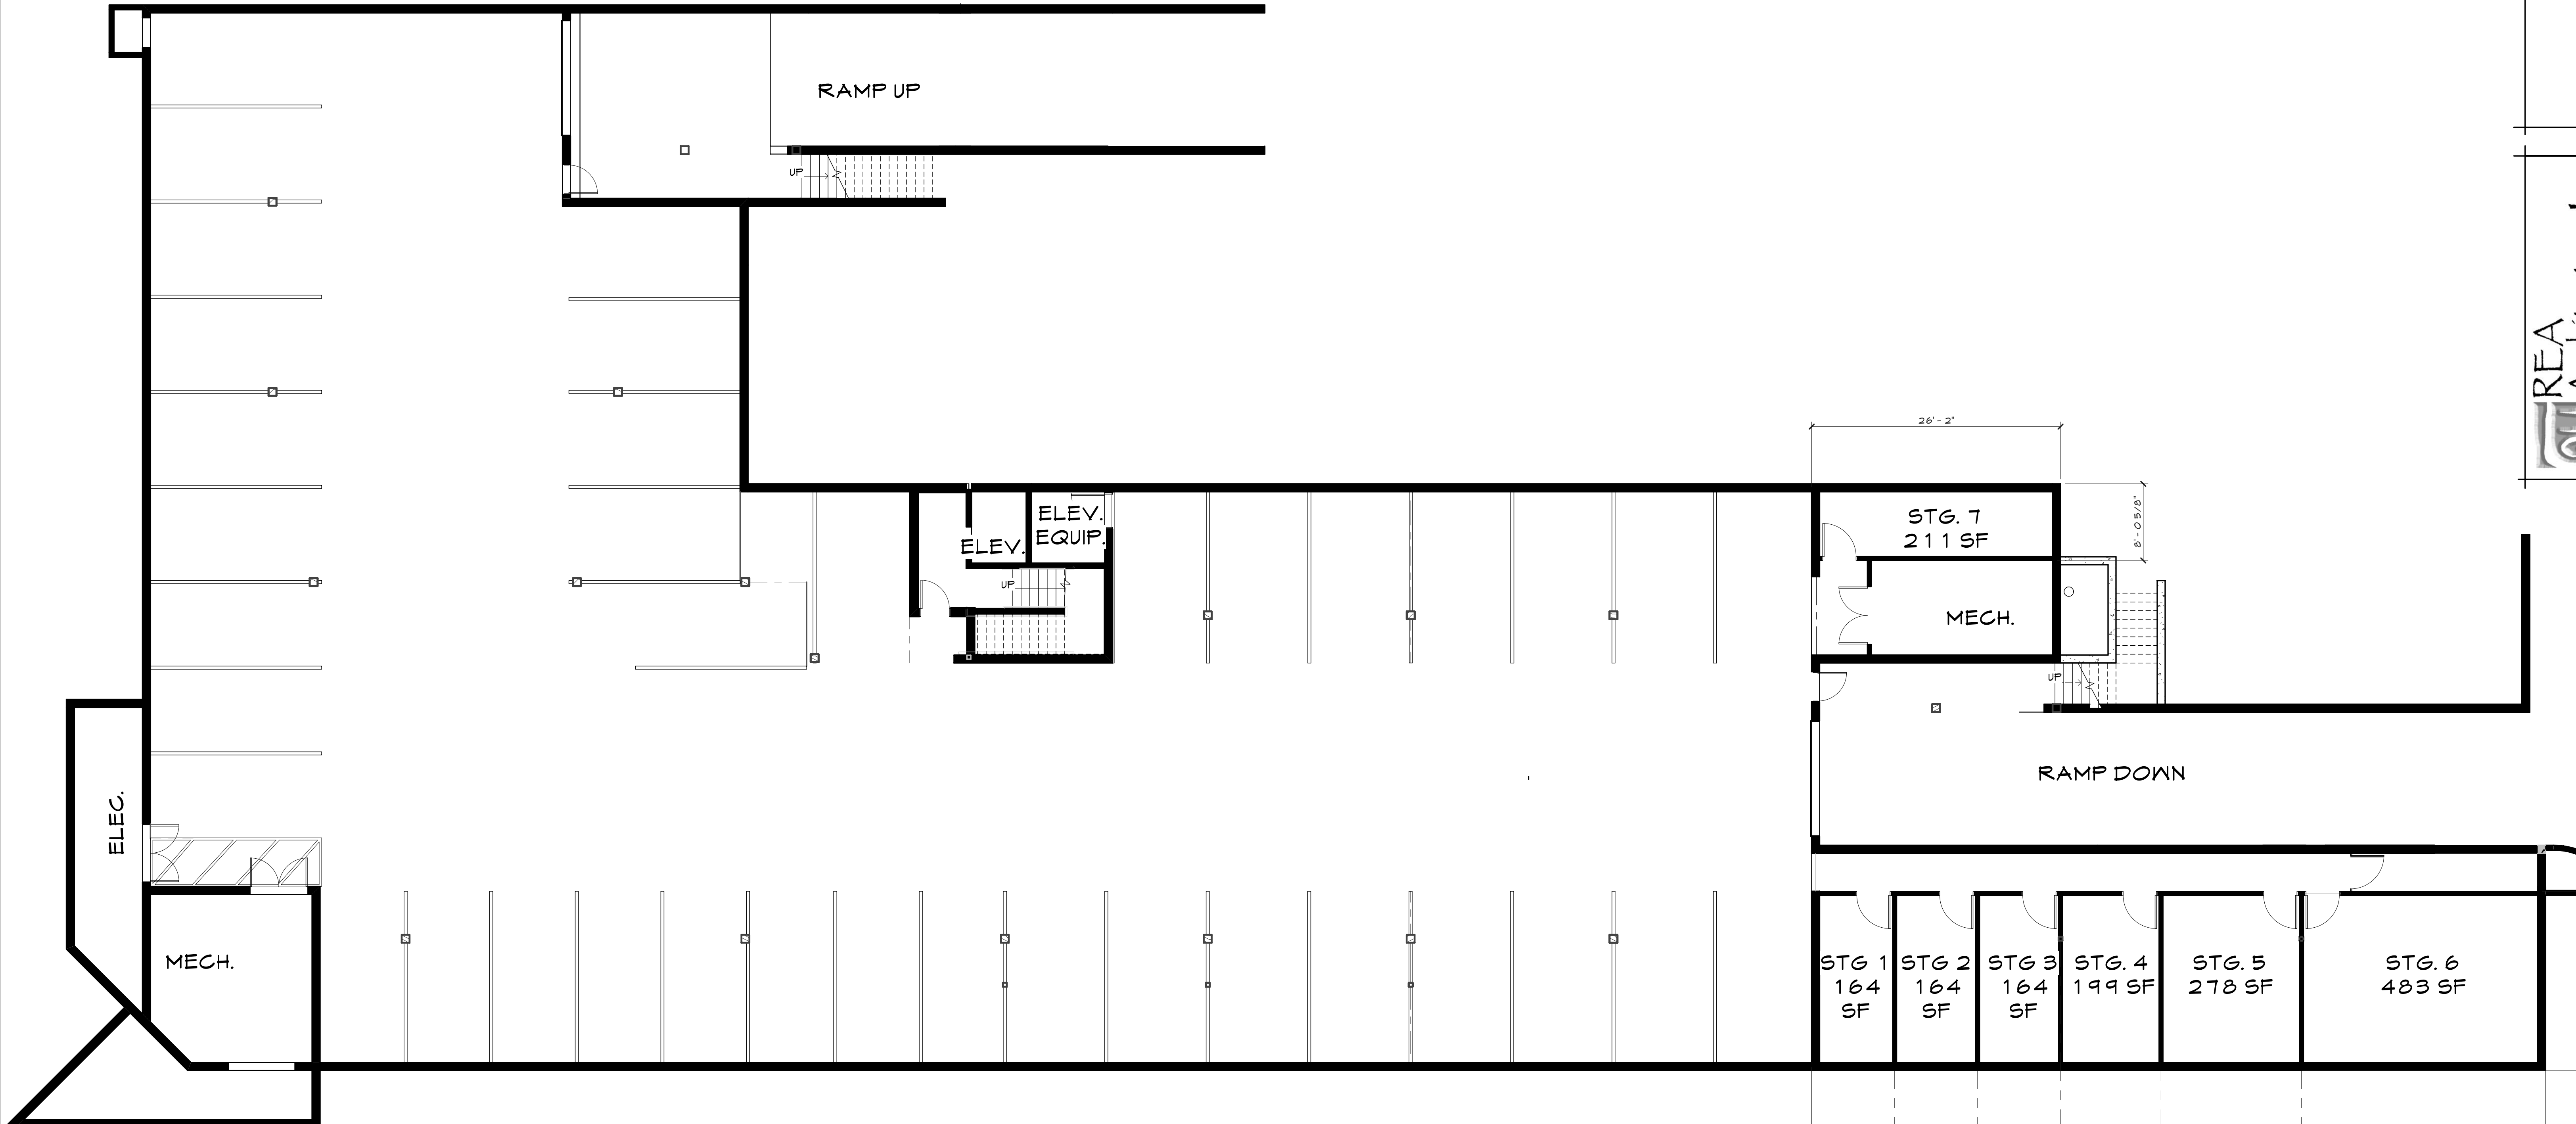 RAMP UP
UP
26'- 2"
8'- 0 5/8"
REA
ELEV.
ELEV.
EQUIP.
UP
STG. 7
211 SF
MECH.
UP
RAMP DOWN
ELEC.
MECH.
STG 1
164
SF
STG 2
164
SF
STG 3
164
SF
STG. 4
199 SF
STG. 5
278 SF
STG. 6
483 SF